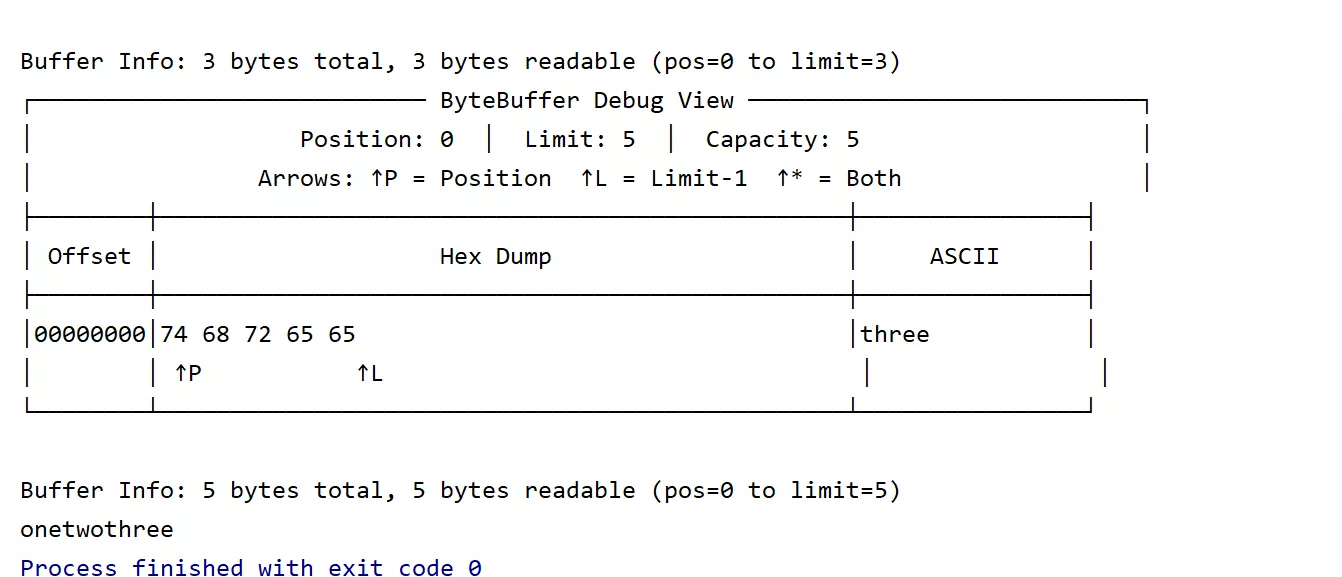 Buffer Info: 3 bytes total, 3 bytes readable (pos=0 to limit=3)
┌──────────────────────────── ByteBuffer Debug View ────────────────────────────┐
│                   Position: 0  │  Limit: 5  │  Capacity: 5                    │
│                Arrows: ↑P = Position  ↑L = Limit-1  ↑* = Both                 │
├────────┼─────────────────────────────────────────────────┼────────────────┤
│ Offset │                    Hex Dump                     │     ASCII      │
├────────┼─────────────────────────────────────────────────┼────────────────┤
│00000000│74 68 72 65 65                                   │three           │
│        │ ↑P           ↑L                                  │                │
└────────┴─────────────────────────────────────────────────┴────────────────┘
Buffer Info: 5 bytes total, 5 bytes readable (pos=0 to limit=5)
onetwothree
Process finished with exit code 0